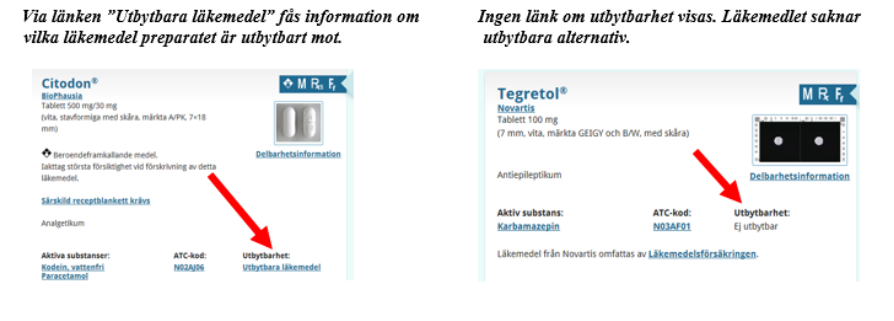 Via länken ”Utbytbara läkemedel” fås information om
vilka läkemedel preparatet är utbytbart mot.
Citodon®
BioPhausia
Tablett 500 mg/30 mg
(vita, stavformiga med skåra, märkta A/PK, 7×18
mm)
Beroendeframkallande medel.
Iakttag största försiktighet vid förskrivning av detta
läkemedel.
Särskild receptblankett krävs
Analgetikum
M Rx F
Delbarhetsinformation
Aktiva substanser: ATC-kod: Utbytbarhet:
Kodein, vattenfri N02AJ06 Utbytbara läkemedel
Paracetamol
Ingen länk om utbytbarhet visas. Läkemedlet saknar
utbytbara alternativ.
Tegretol®
Novartis
Tablett 100 mg
(7 mm, vita, märkta GEIGY och B/W, med skåra)
Antiepileptikum
M R F
Delbarhetsinformation
Aktiv substans: ATC-kod: Utbytbarhet:
Karbamazepin N03AF01 Ej utbytbar
Läkemedel från Novartis omfattas av Läkemedelsförsäkringen.